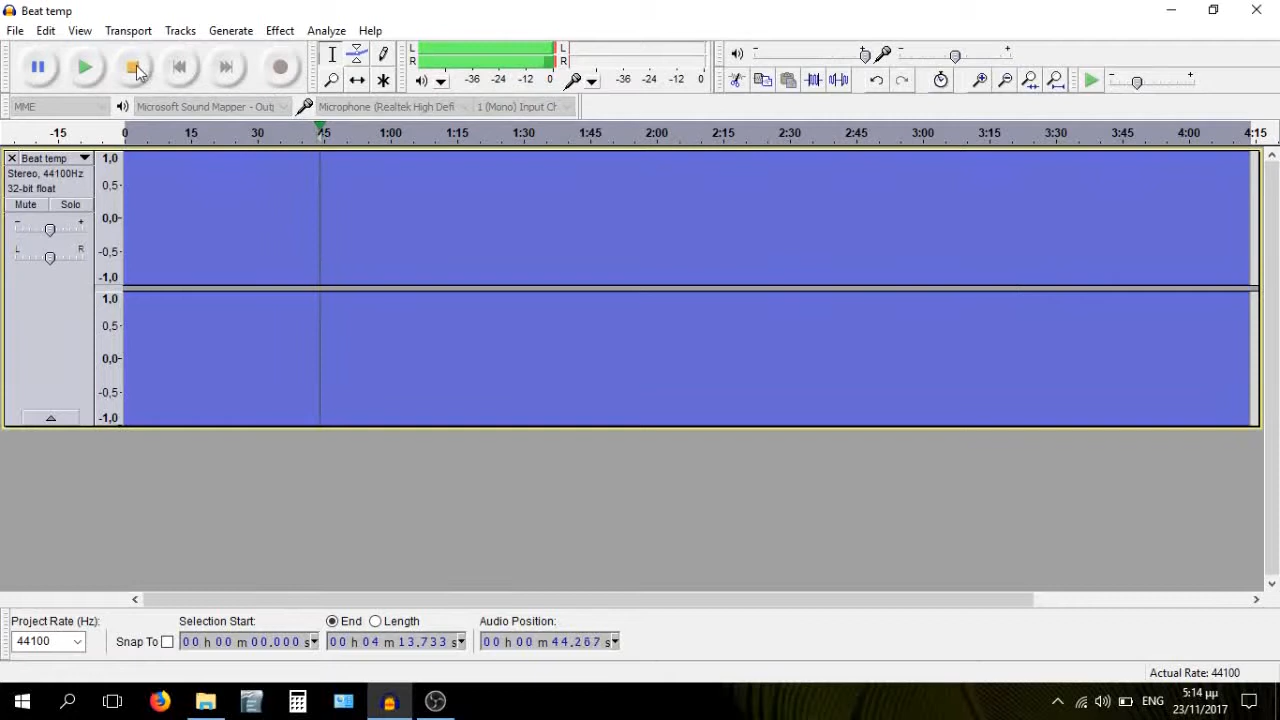 Beat temp
File Edit View Transport Tracks Generate Effect Analyze Help
L L
R -36 -24 -12 0 R -36 -24 -12 0
MME Microsoft Sound Mapper - Outp Microphone (Realtek High Defi 1 (Mono) Input Ch
-15 0 15 30 45 1:00 1:15 1:30 1:45 2:00 2:15 2:30 2:45 3:00 3:15 3:30 3:45 4:00 4:15
Beat temp 1,0
Stereo, 44100Hz
32-bit float 0,5
Mute Solo
- + 0,0
L R -0,5
-1,0
1,0
0,5
0,0
-0,5
-1,0
Project Rate (Hz): Selection Start: End Length Audio Position:
44100 Snap To 00 h 00 m 00.000 s 00 h 04 m 13.733 s 00 h 00 m 44.267 s
Actual Rate: 44100
ENG 5:14 μμ
23/11/2017